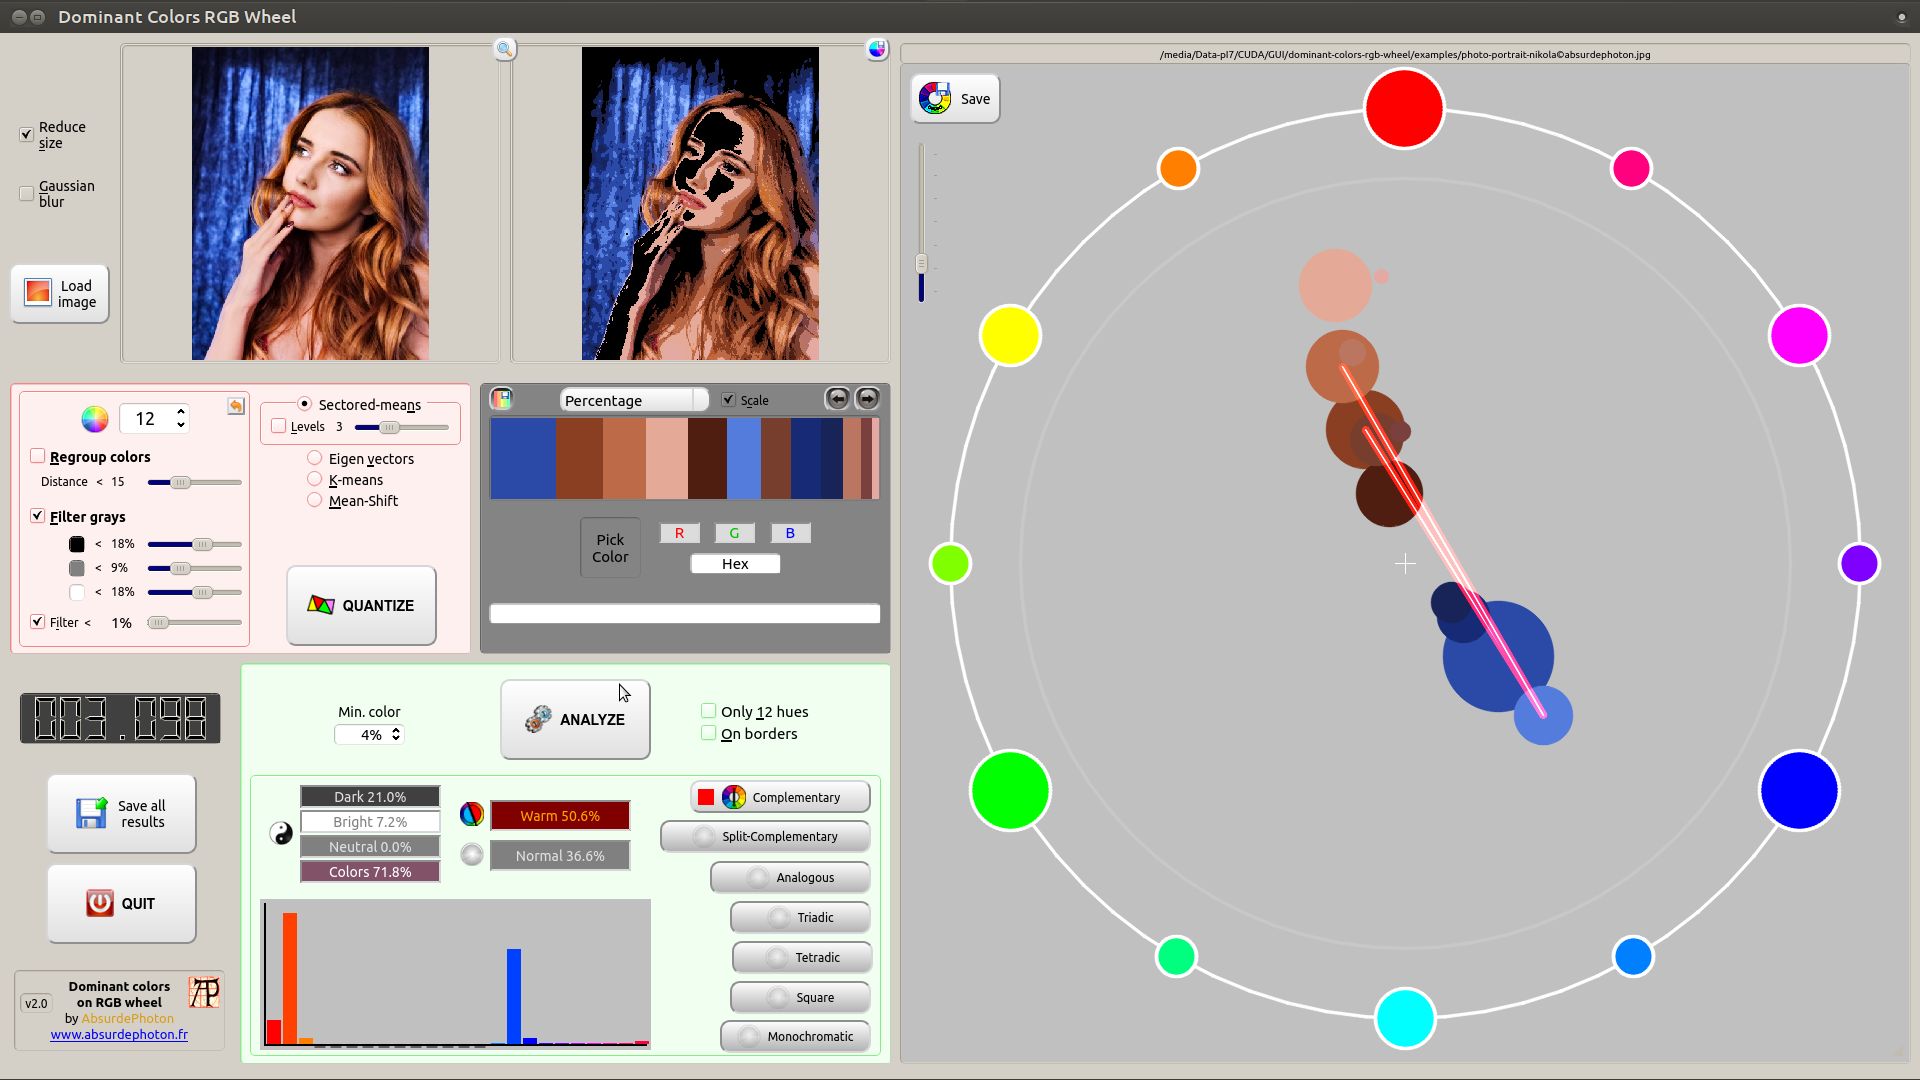 Dominant Colors RGB Wheel
/media/Data-pI7/CUDA/GUI/dominant-colors-rgb-wheel/examples/photo-portrait-nikola©absurdephoton.jpg
Reduce
size
Gaussian
blur
Load
image
Save
12
Regroup colors
Distance < 15
Filter grays
< 18%
< 9%
< 18%
Filter < 1%
Sectored-means
Levels 3
Eigen vectors
K-means
Mean-Shift
QUANTIZE
Percentage
Scale
Pick
Color
R G B
Hex
003.098
Min. color
4%
ANALYZE
Only 12 hues
On borders
Save all
results
QUIT
Dark 21.0%
Bright 7.2%
Neutral 0.0%
Colors 71.8%
Warm 50.6%
Normal 36.6%
Complementary
Split-Complementary
Analogous
Triadic
Tetradic
Square
Monochromatic
v2.0
Dominant colors
on RGB wheel
by AbsurdePhoton
www.absurdephoton.fr
AP